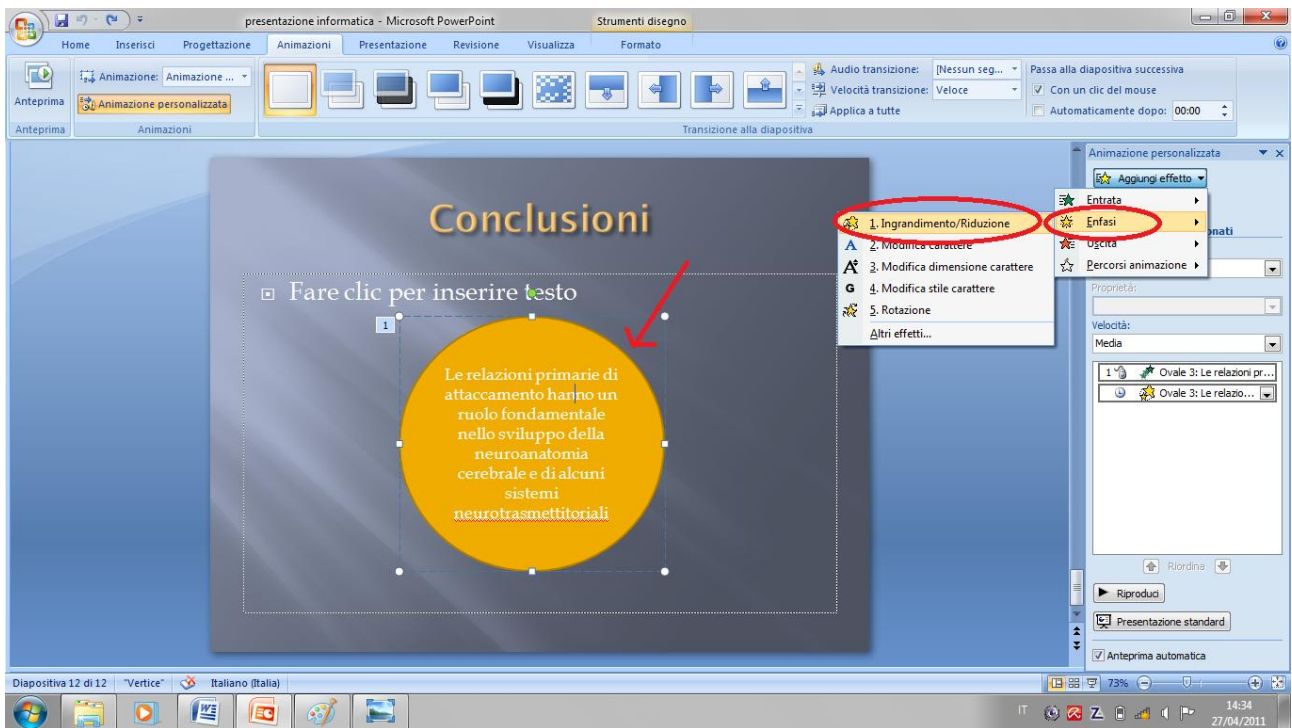 presentazione informatica - Microsoft PowerPoint
Strumenti disegno
Home Inserisci Progettazione Animazioni Presentazione Revisione Visualizza Formato
Anteprima
Animazione: Animazione ...
Animazione personalizzata
Audio transizione: [Nessun seg...
Velocità transizione: Veloce
Applica a tutte
Passa alla diapositiva successiva
Con un clic del mouse
Automaticamente dopo: 00:00
Anteprima Animazioni Transizione alla diapositiva
Conclusioni
Fare clic per inserire testo
1
Le relazioni primarie di
attaccamento hanno un
ruolo fondamentale
nello sviluppo della
neuroanatomia
cerebrale e di alcuni
sistemi
neurotrasmettitoriali
1. Ingrandimento/Riduzione
2. Modifica carattere
3. Modifica dimensione carattere
4. Modifica stile carattere
5. Rotazione
Altri effetti...
Animazione personalizzata
Aggiungi effetto
Entrata
Enfasi
Uscita
Percorsi animazione
onati
Proprietà:
Velocità:
Media
1 Ovale 3: Le relazioni pr...
Ovale 3: Le relazio...
Riordina
Riproduci
Presentazione standard
Anteprima automatica
Diapositiva 12 di 12 "Vertice" Italiano (Italia) 73%
IT 14:34
27/04/2011